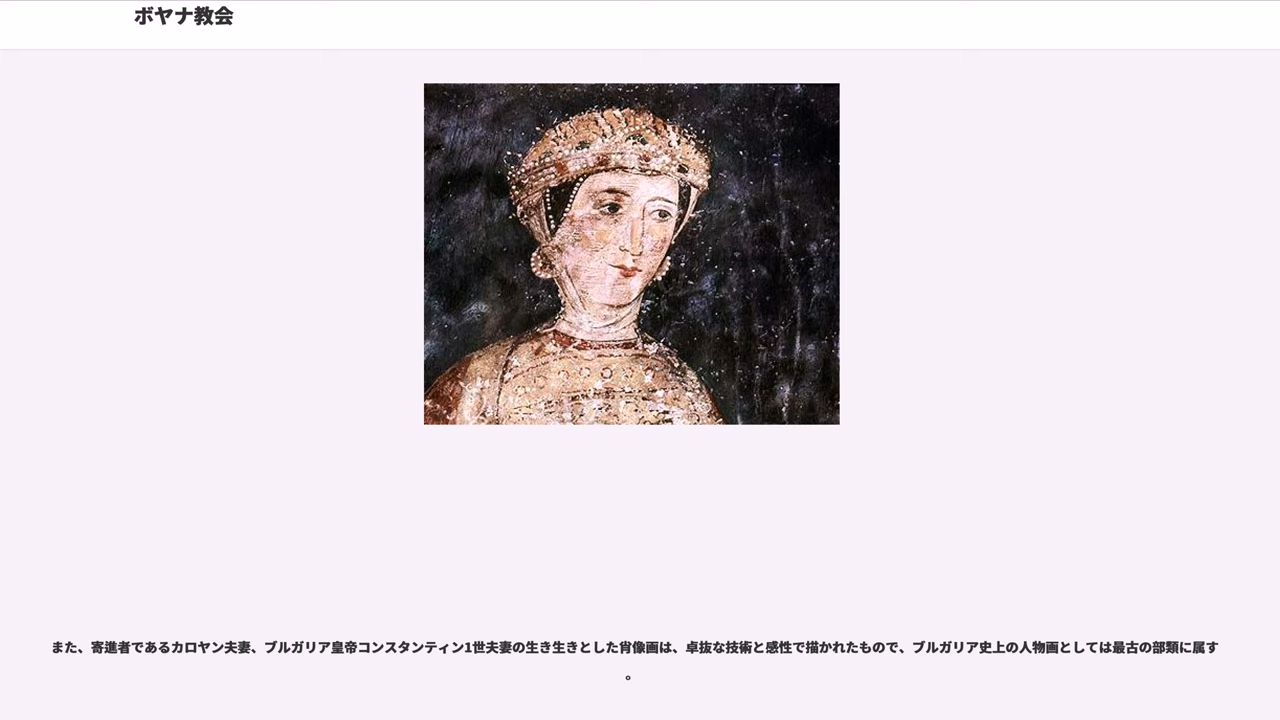 ボヤナ教会
また、寄進者であるカロヤン夫妻、ブルガリア皇帝コンスタンティン1世夫妻の生き生きとした肖像画は、卓抜な技術と感性で描かれたもので、ブルガリア史上の人物画としては最古の部類に属す
。